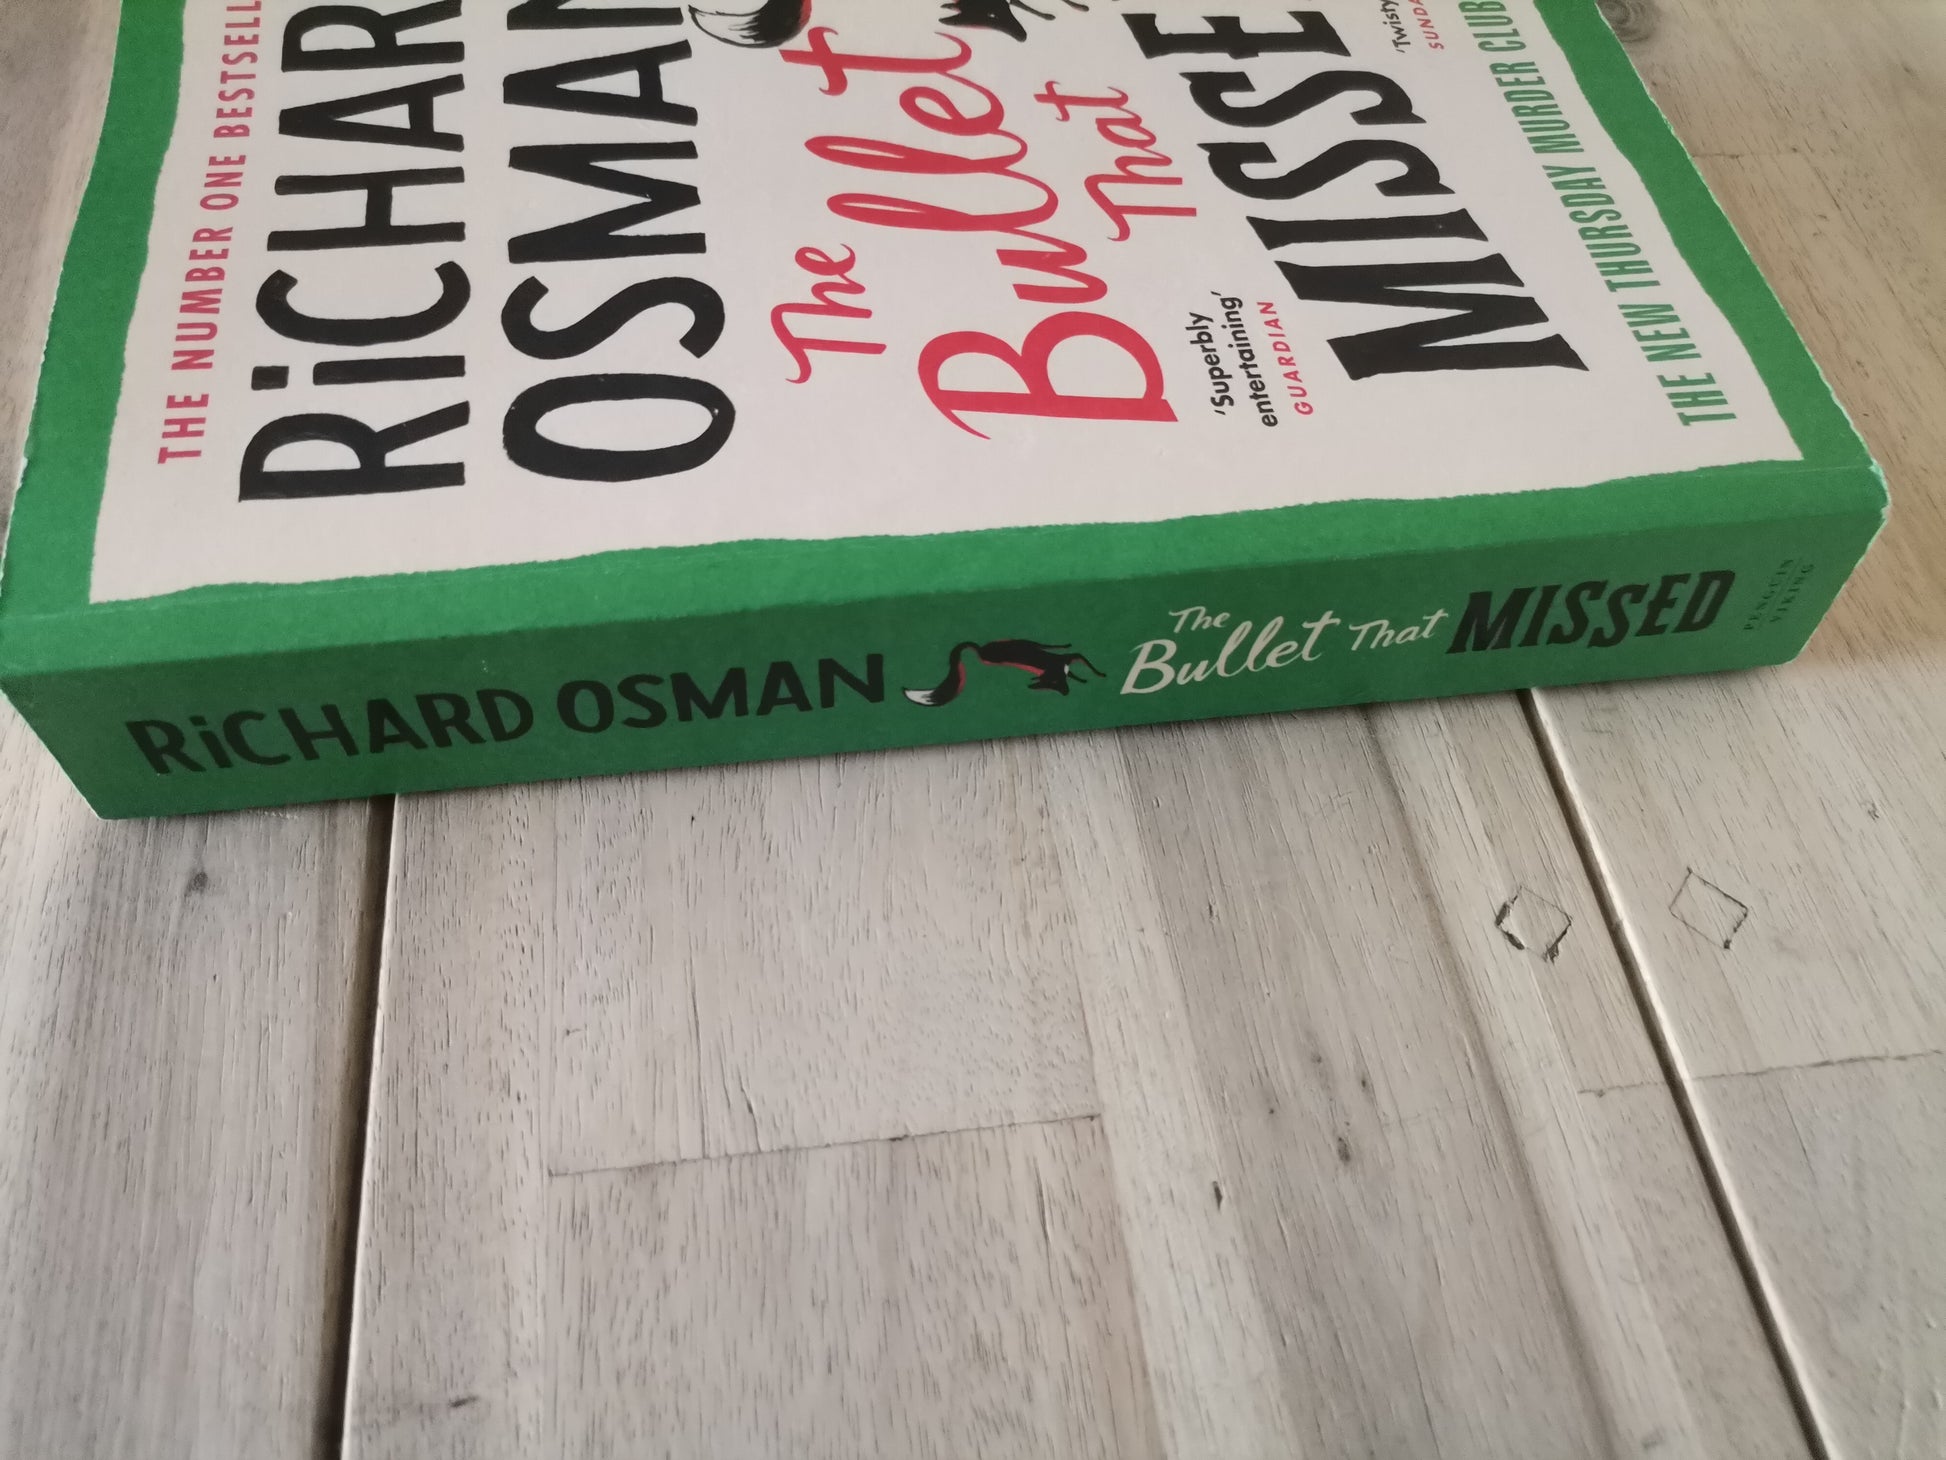 THE NUMBER ONE BESTSELL
RiCHAR
OSMAN
The
Bullet
That
MISSE
'Superbly
entertaining'
GUARDIAN
'Twisty
SUNDA
THE NEW THURSDAY MURDER CLUB
RiCHARD OSMAN The Bullet That MISSED
PENGUIN
VIKING